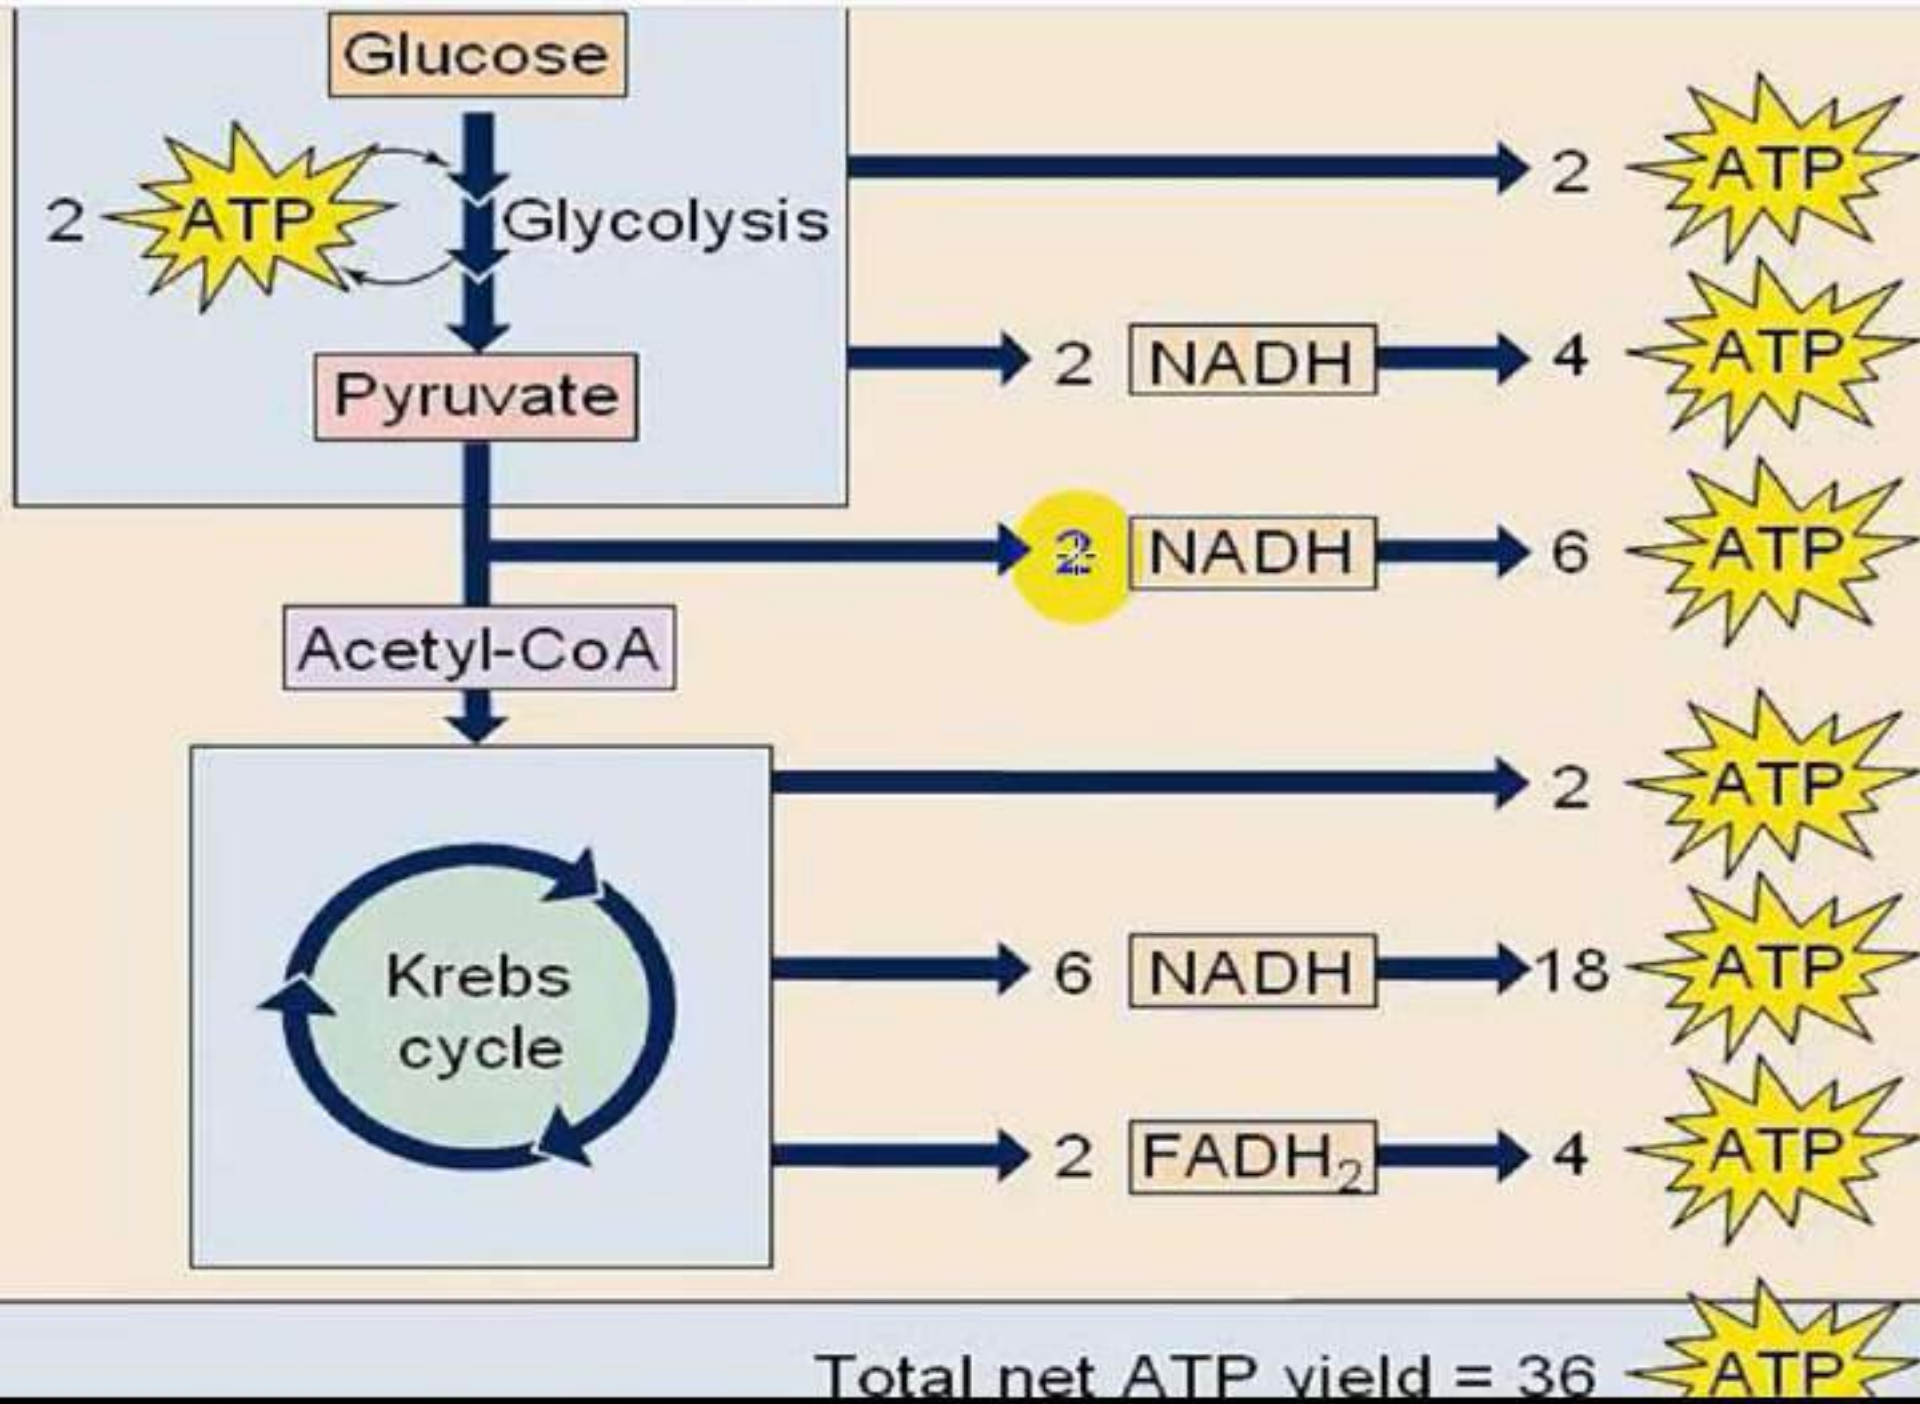 Glucose
2 ATP
Glycolysis
2 ATP
2 NADH 4 ATP
Pyruvate
2 NADH 6 ATP
Acetyl-CoA
2 ATP
Krebs
cycle
6 NADH 18 ATP
2 FADH₂ 4 ATP
Total net ATP yield = 36 ATP